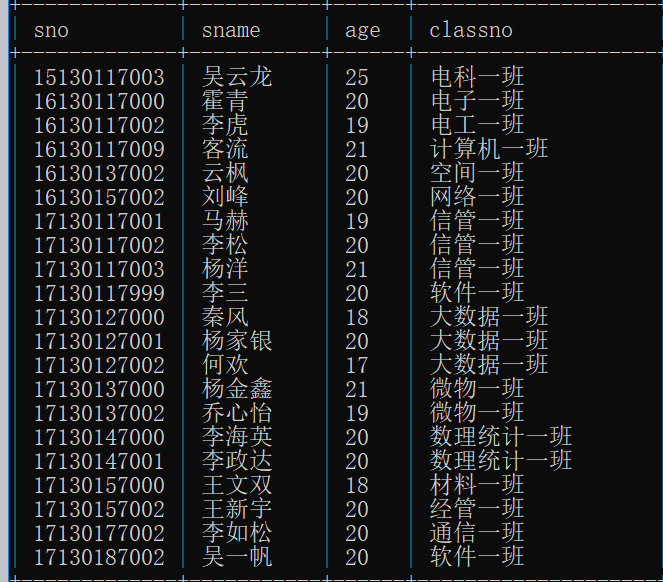 sno sname age classno
15130117003 吴云龙 25 电科一班
16130117000 霍青 20 电子一班
16130117002 李虎 19 电工一班
16130117009 客流 21 计算机一班
16130137002 云枫 20 空间一班
16130157002 刘峰 20 网络一班
17130117001 马赫 19 信管一班
17130117002 李松 20 信管一班
17130117003 杨洋 21 信管一班
17130117999 李三 20 软件一班
17130127000 秦风 18 大数据一班
17130127001 杨家银 20 大数据一班
17130127002 何欢 17 大数据一班
17130137000 杨金鑫 21 微物一班
17130137002 乔心怡 19 微物一班
17130147000 李海英 20 数理统计一班
17130147001 李政达 20 数理统计一班
17130157000 王文双 18 材料一班
17130157002 王新宇 20 经管一班
17130177002 李如松 20 通信一班
17130187002 吴一帆 20 软件一班